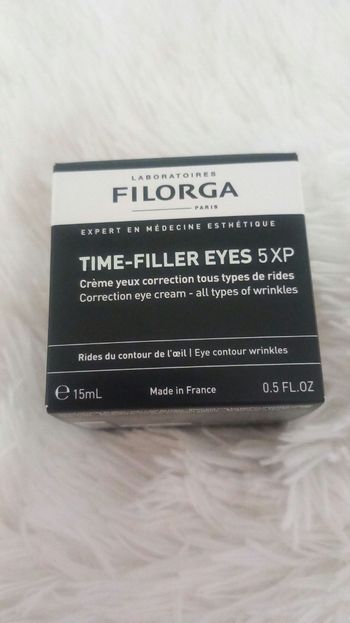 LABORATOIRES
FILORGA
PARIS
EXPERT EN MÉDECINE ESTHÉTIQUE
TIME-FILLER EYES 5 XP
Crème yeux correction tous types de rides
Correction eye cream - all types of wrinkles
Rides du contour de l'œil | Eye contour wrinkles
℮ 15mL Made in France 0.5 FL.OZ